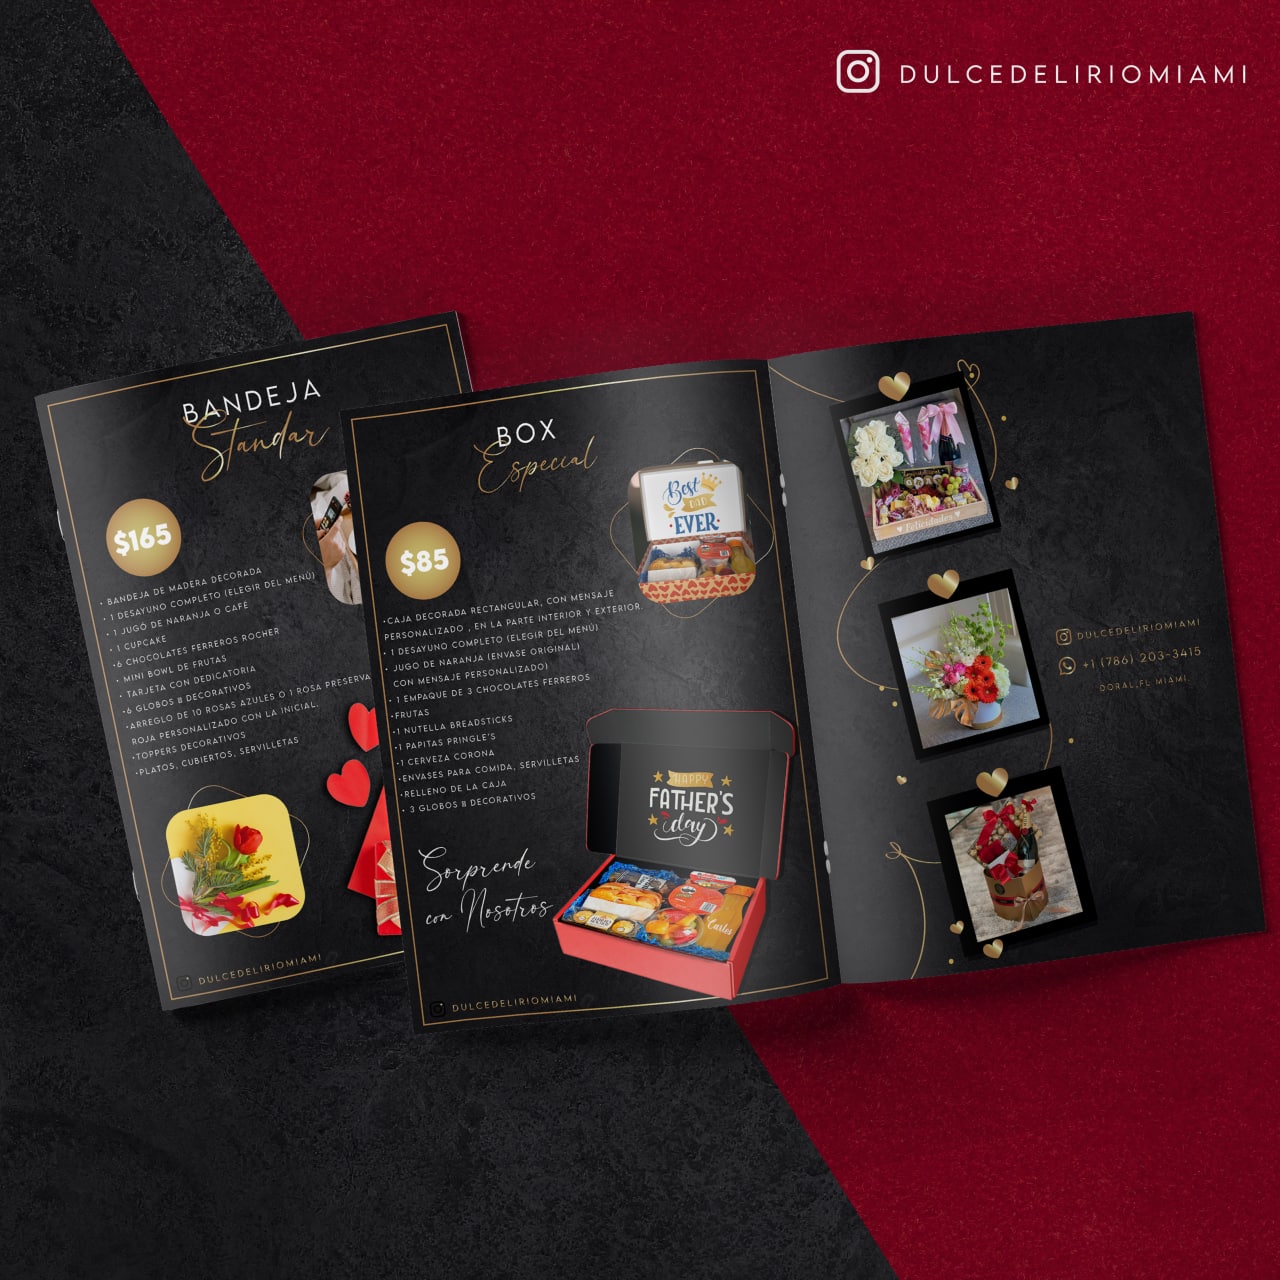 DULCEDELIRIOMIAMI
BANDEJA
Standar
$165
• BANDEJA DE MADERA DECORADA
• 1 DESAYUNO COMPLETO (ELEGIR DEL MENÚ)
• 1 JUGÓ DE NARANJA O CAFÉ
• 1 CUPCAKE
•6 CHOCOLATES FERREROS ROCHER
• MINI BOWL DE FRUTAS
• TARJETA CON DEDICATORIA
•6 GLOBOS # DECORATIVOS
•ARREGLO DE 10 ROSAS AZULES O 1 ROSA PRESERVA
ROJA PERSONALIZADO CON LA INICIAL.
•TOPPERS DECORATIVOS
•PLATOS, CUBIERTOS, SERVILLETAS
DULCEDELIRIOMIAMI
BOX
Especial
$85
•CAJA DECORADA RECTANGULAR, CON MENSAJE
PERSONALIZADO , EN LA PARTE INTERIOR Y EXTERIOR.
• 1 DESAYUNO COMPLETO (ELEGIR DEL MENÚ)
• JUGO DE NARANJA (ENVASE ORIGINAL)
CON MENSAJE PERSONALIZADO)
• 1 EMPAQUE DE 3 CHOCOLATES FERREROS
•FRUTAS
•1 NUTELLA BREADSTICKS
•1 PAPITAS PRINGLE'S
•1 CERVEZA CORONA
•ENVASES PARA COMIDA, SERVILLETAS
•RELLENO DE LA CAJA
• 3 GLOBOS # DECORATIVOS
Best
DAD
EVER
HAPPY
FATHER'S
day
Carlos
Sorprende
con Nosotros
DULCEDELIRIOMIAMI
Felicidades
DULCEDELIRIOMIAMI
+1 (786) 203-3415
DORAL,FL MIAMI.